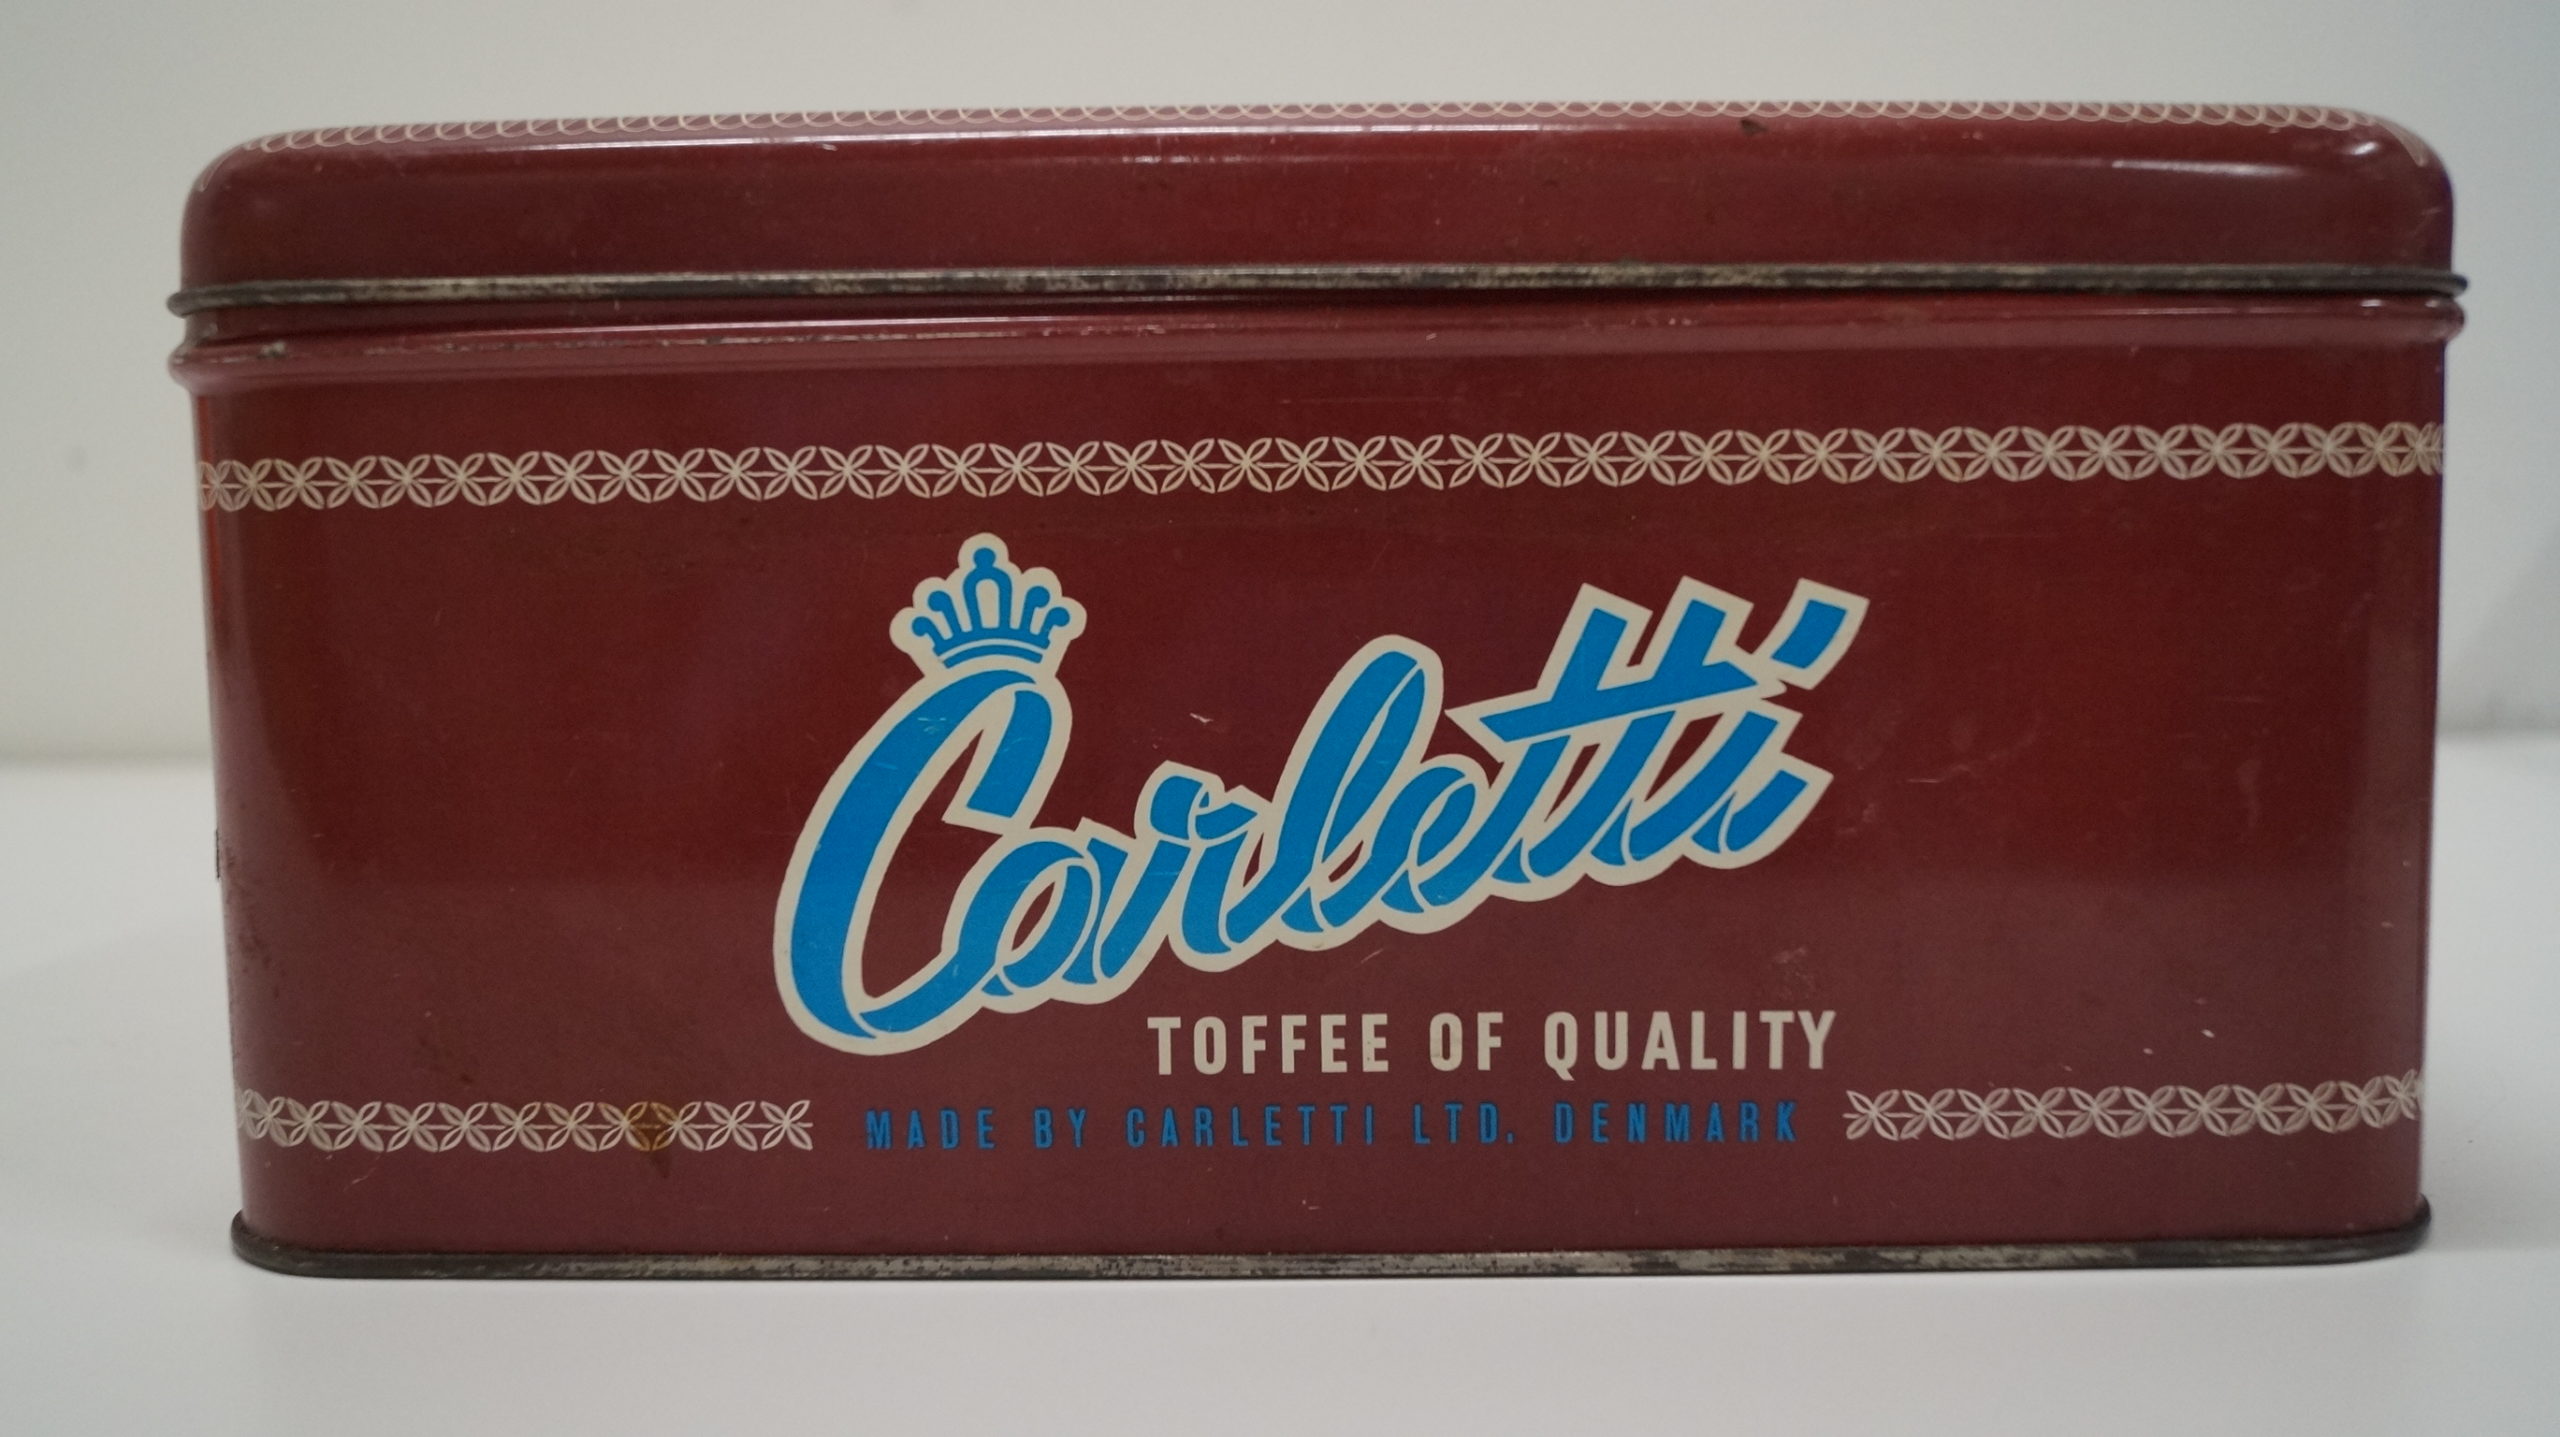 Carletti
TOFFEE OF QUALITY
MADE BY CARLETTI LTD. DENMARK